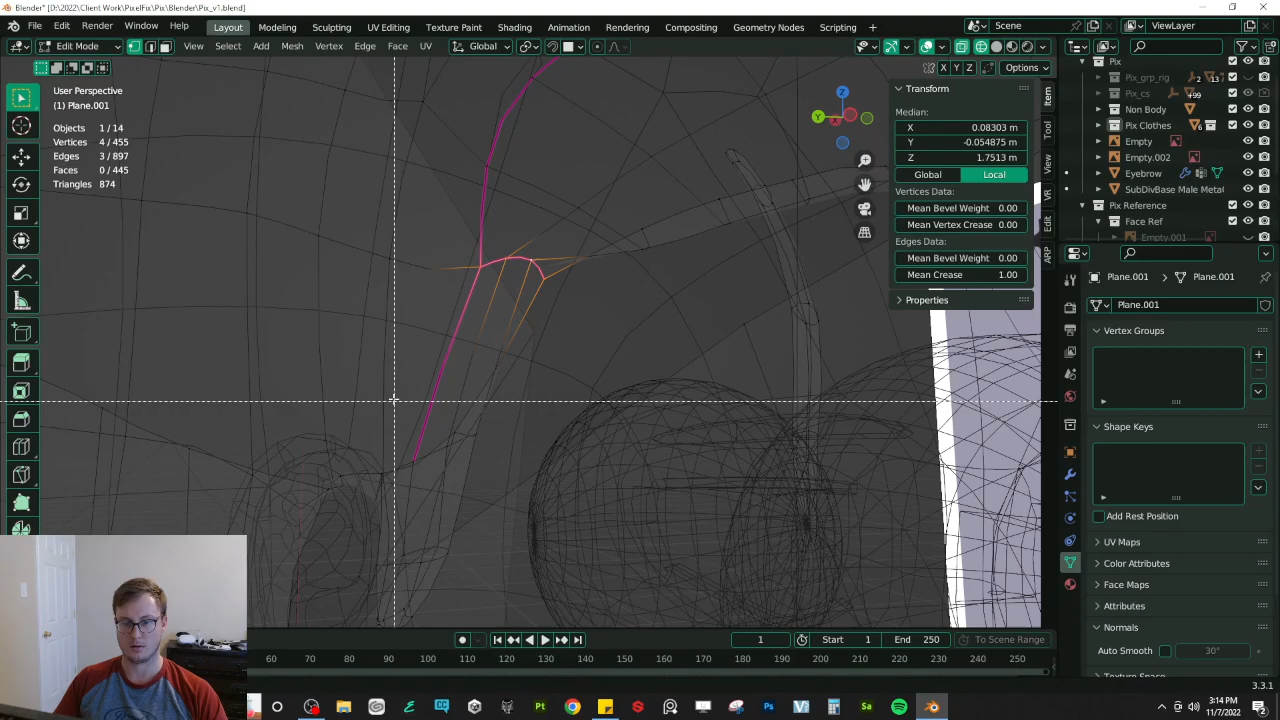 Blender* [D:\2022\Client Work\PixelFix\Pix\Blender\Pix_v1.blend]
File Edit Render Window Help Layout Modeling Sculpting UV Editing Texture Paint Shading Animation Rendering Compositing Geometry Nodes Scripting Scene ViewLayer
Edit Mode View Select Add Mesh Vertex Edge Face UV Global
X Y Z Options
User Perspective
(1) Plane.001
Objects 1 / 14
Vertices 4 / 455
Edges 3 / 897
Faces 0 / 445
Triangles 874
Z
Y
X
Transform
Median:
X 0.08303 m
Y -0.054875 m
Z 1.7513 m
Global Local
Vertices Data:
Mean Bevel Weight 0.00
Mean Vertex Crease 0.00
Edges Data:
Mean Bevel Weight 0.00
Mean Crease 1.00
Properties
Item
Tool
View
VR
Edit
ARP
Pix
Pix_grp_rig 2 13
Pix_cs 99
Non Body
Pix Clothes 6
Empty
Empty.002
Eyebrow
SubDivBase Male Metal
Pix Reference
Face Ref
Empty.001
Plane.001 Plane.001
Plane.001
Vertex Groups
Shape Keys
Add Rest Position
UV Maps
Color Attributes
Face Maps
Attributes
Normals
Auto Smooth 30°
Texture Space
1 Start 1 End 250 To Scene Range
60 70 80 90 100 110 120 130 140 150 160 170 180 190 200 210 220 230 240 250
3.3.1
3:14 PM
11/7/2022